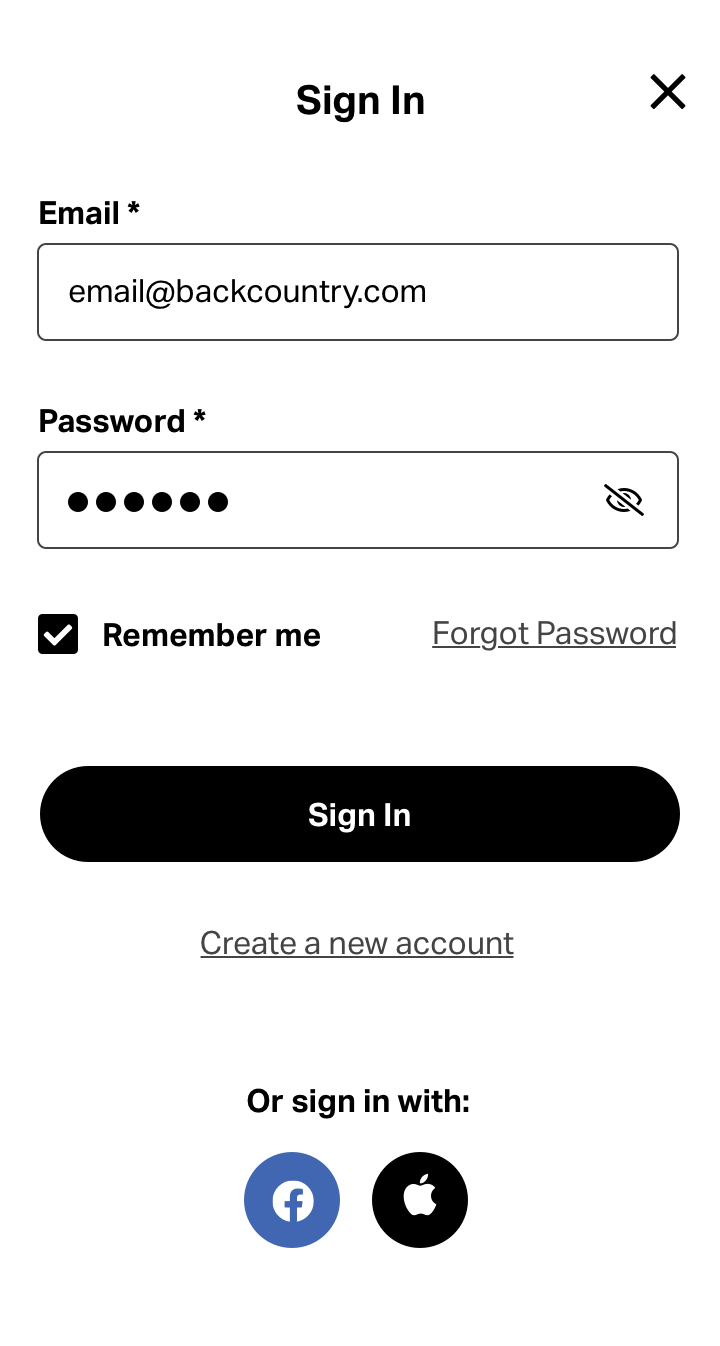 Sign In
Email *
email@backcountry.com
Password *
●●●●●●
Remember me
Forgot Password
Sign In
Create a new account
Or sign in with: